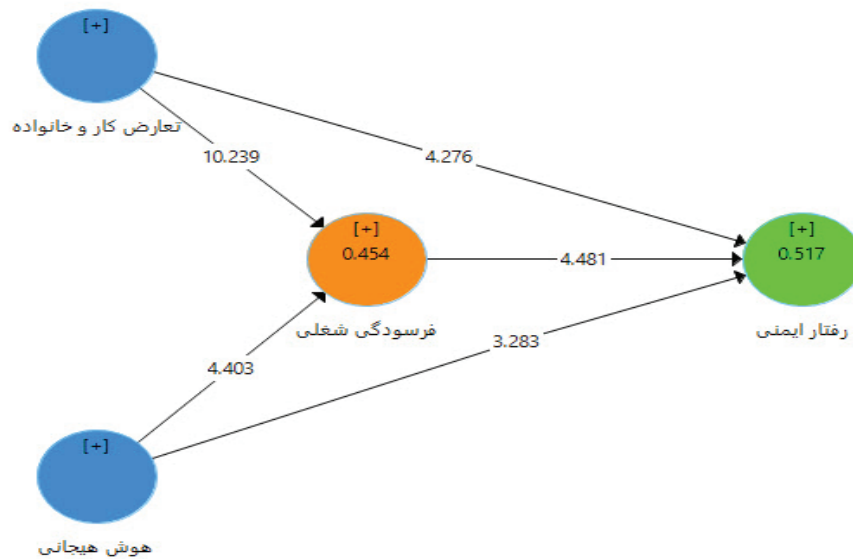 [+]
تعارض کار و خانواده
10.239
4.276
[+]
0.454
فرسودگی شغلی
4.481
[+]
0.517
رفتار ایمنی
3.283
4.403
[+]
هوش هیجانی